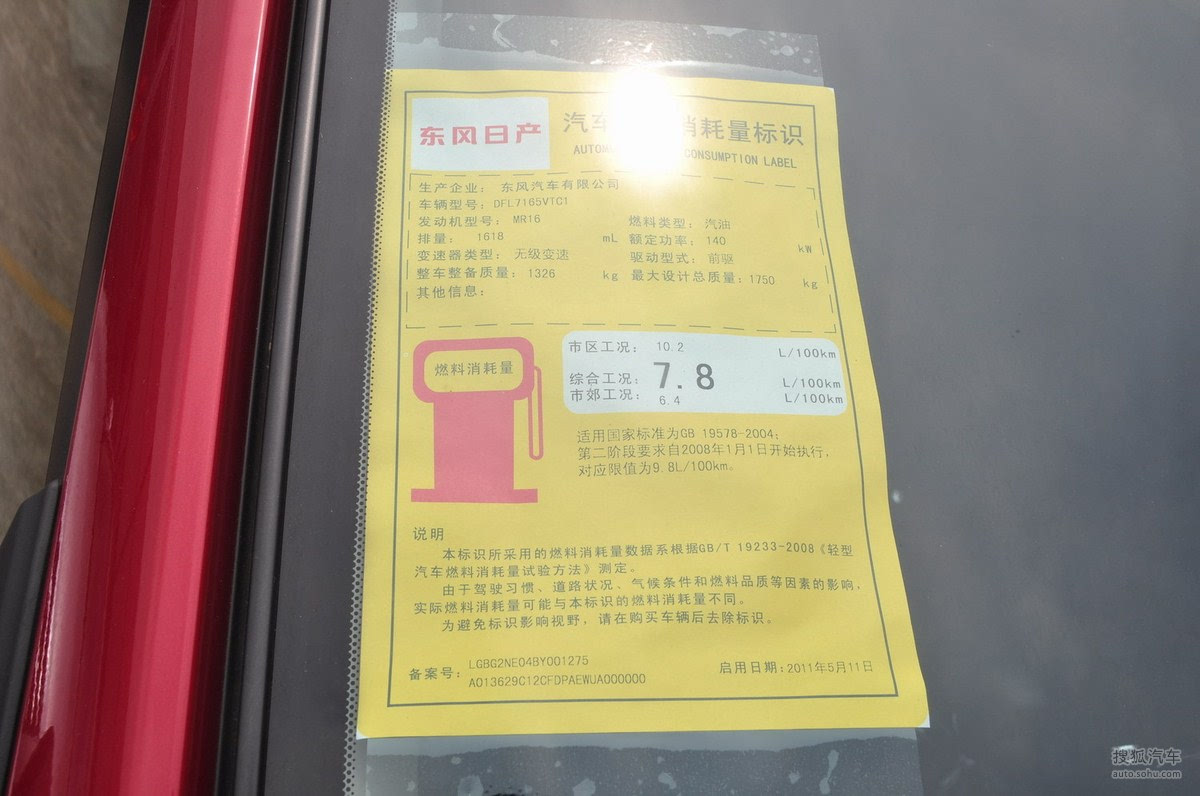 东风日产
汽车 消耗量标识
CONSUMPTION LABEL
生产企业: 东风汽车有限公司
车辆型号: DFL7165VTC1
发动机型号: MR16 燃料类型: 汽油
排量: 1618 mL 额定功率: 140 kW
变速器类型: 无级变速 驱动型式: 前驱
整车整备质量: 1326 kg 最大设计总质量: 1750 kg
其他信息:
燃料消耗量
市区工况: 10.2 L/100km
综合工况: 7.8 L/100km
市郊工况: 6.4 L/100km
适用国家标准为GB 19578-2004;
第二阶段要求自2008年1月1日开始执行,
对应限值为9.8L/100km。
说明
本标识所采用的燃料消耗量数据系根据GB/T 19233-2008《轻型
汽车燃料消耗量试验方法》测定。
由于驾驶习惯、道路状况、气候条件和燃料品质等因素的影响,
实际燃料消耗量可能与本标识的燃料消耗量不同。
为避免标识影响视野,请在购买车辆后去除标识。
备案号: LGBG2NE04BY001275
A013629C12CFDPAEWUA000000
启用日期: 2011年5月11日
搜狐汽车
auto.sohu.com